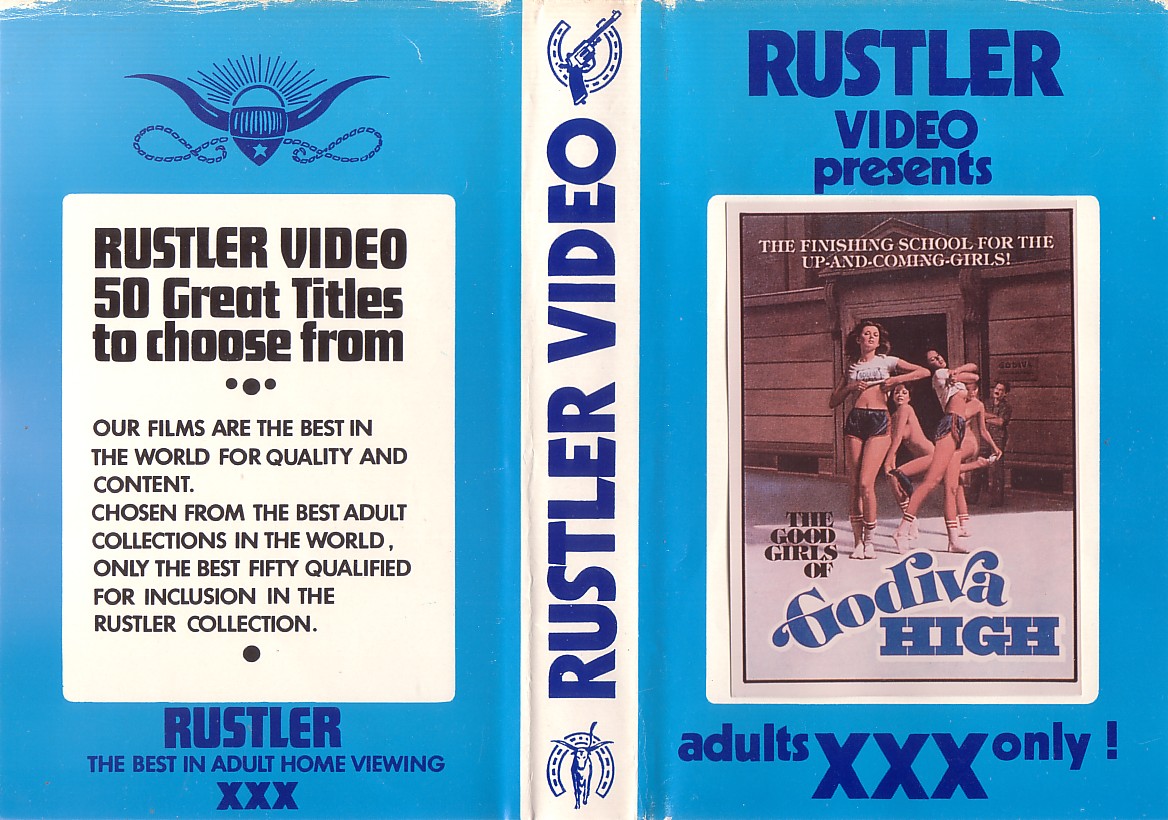 RUSTLER VIDEO
50 Great Titles
to choose from
OUR FILMS ARE THE BEST IN
THE WORLD FOR QUALITY AND
CONTENT.
CHOSEN FROM THE BEST ADULT
COLLECTIONS IN THE WORLD,
ONLY THE BEST FIFTY QUALIFIED
FOR INCLUSION IN THE
RUSTLER COLLECTION.
RUSTLER
THE BEST IN ADULT HOME VIEWING
XXX
RUSTLER VIDEO
RUSTLER
VIDEO
presents
THE FINISHING SCHOOL FOR THE
UP-AND-COMING-GIRLS!
GODIVA
THE
GOOD
GIRLS
OF
Godiva
HIGH
adults XXX only !